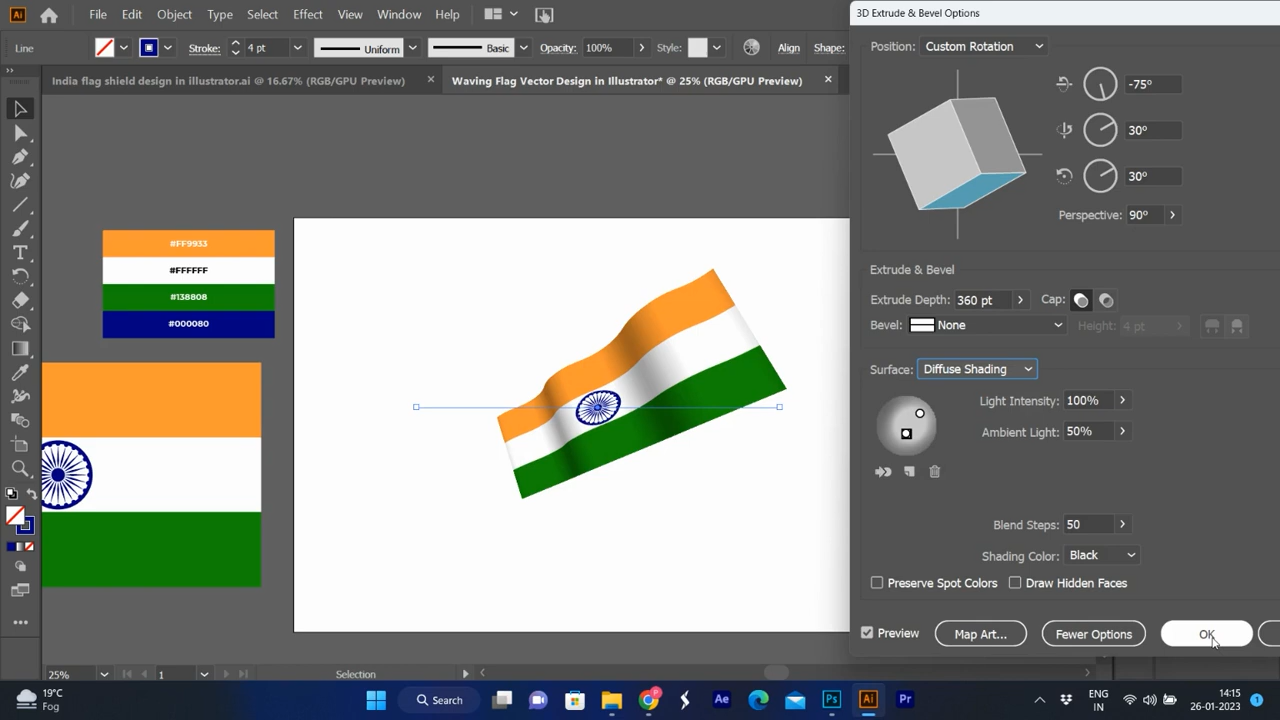 Ai File Edit Object Type Select Effect View Window Help
3D Extrude & Bevel Options
Line Stroke: 4 pt Uniform Basic Opacity: 100% Style: Align Shape:
India flag shield design in illustrator.ai @ 16.67% (RGB/GPU Preview) × Waving Flag Vector Design in Illustrator* @ 25% (RGB/GPU Preview) ×
Position: Custom Rotation
-75°
30°
30°
Perspective: 90°
#FF9933
#FFFFFF
#138808
#000080
Extrude & Bevel
Extrude Depth: 360 pt Cap:
Bevel: None Height: 4 pt
Surface: Diffuse Shading
Light Intensity: 100%
Ambient Light: 50%
Blend Steps: 50
Shading Color: Black
Preserve Spot Colors Draw Hidden Faces
Preview Map Art... Fewer Options OK
25% 1 Selection
19°C
Fog
Search
Ae Ps Ai Pr
ENG
IN
14:15
26-01-2023
1